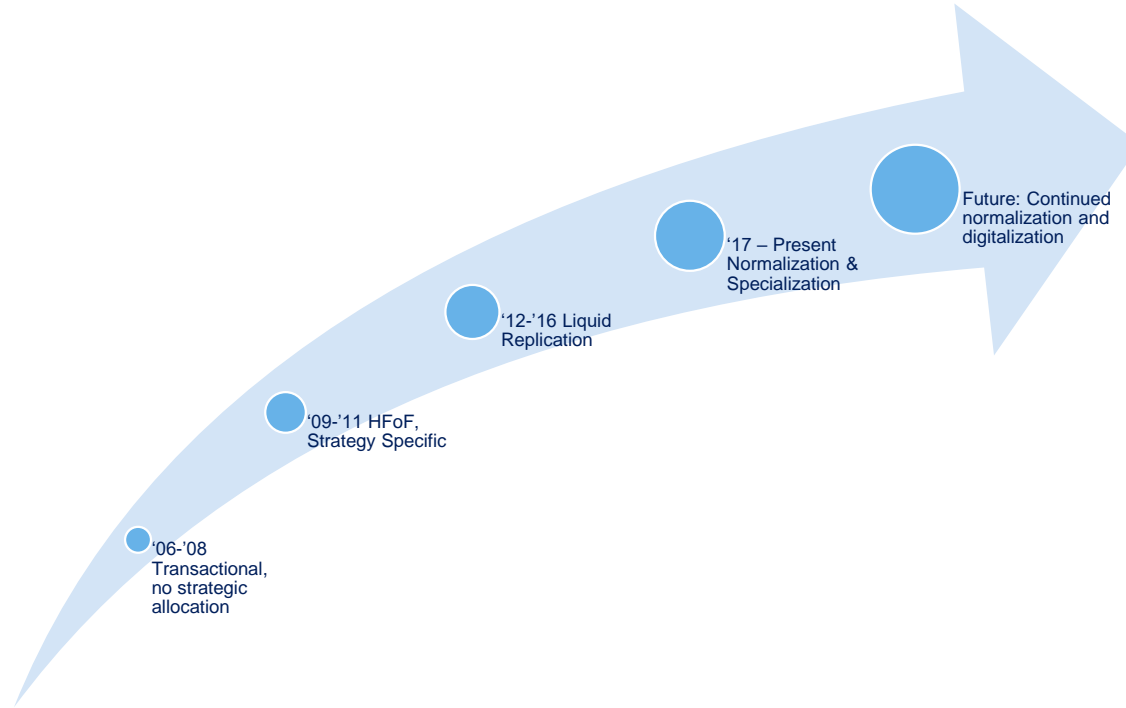 Future: Continued
normalization and
digitalization
‘17 – Present
Normalization &
Specialization
‘12-’16 Liquid
Replication
‘09-’11 HFoF,
Strategy Specific
‘06-’08
Transactional,
no strategic
allocation